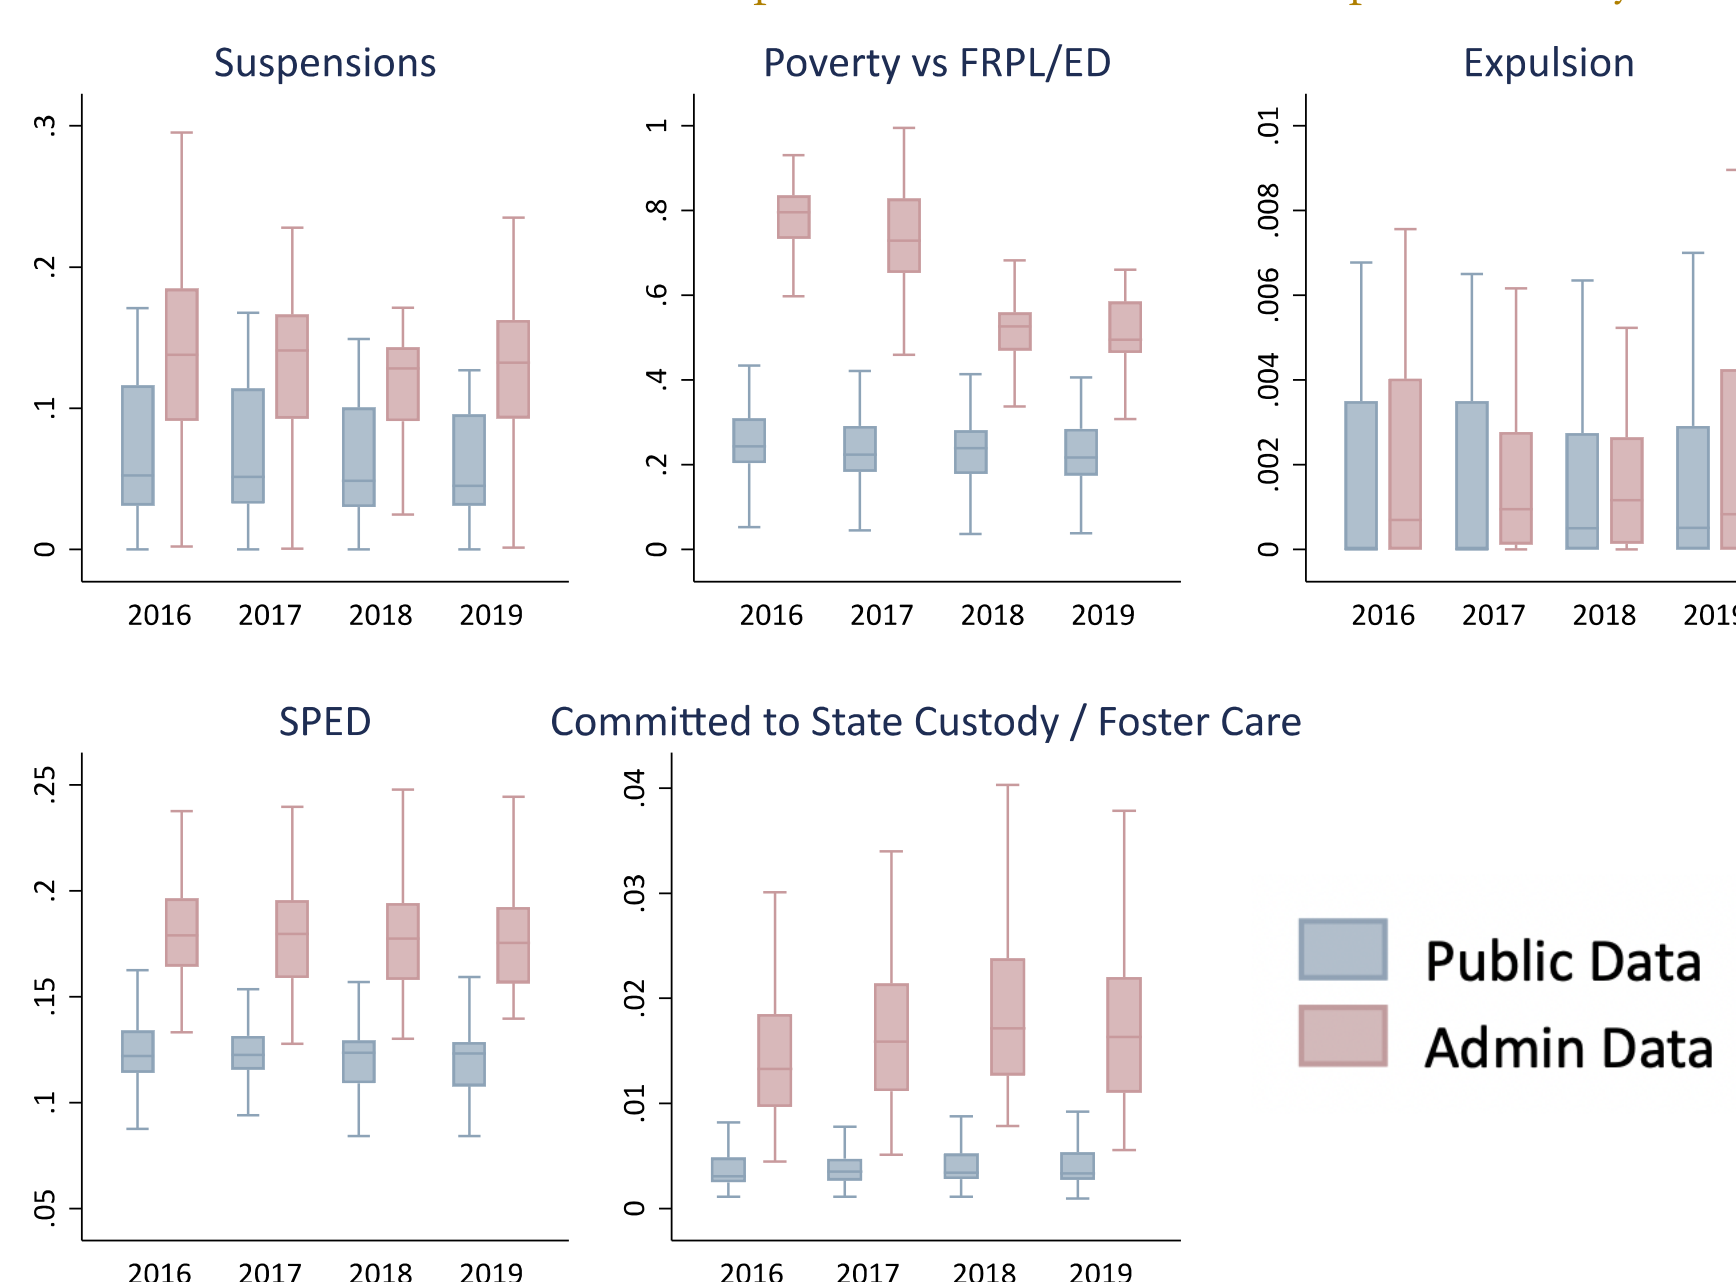 Suspensions
.3
.2
.1
0
2016 2017 2018 2019
Poverty vs FRPL/ED
1
.8
.6
.4
.2
0
2016 2017 2018 2019
Expulsion
.01
.008
.006
.004
.002
0
2016 2017 2018
SPED
.25
.2
.15
.1
.05
2016 2017 2018 2019
Committed to State Custody / Foster Care
.04
.03
.02
.01
0
2016 2017 2018 2019
Public Data
Admin Data